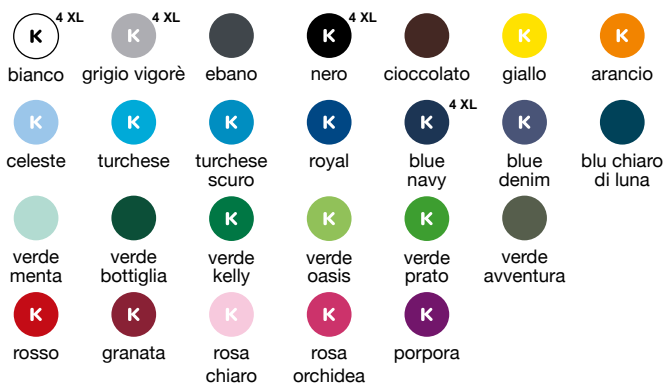 K 4 XL K 4 XL K 4 XL K K
bianco grigio vigorè ebano nero cioccolato giallo arancio
K K K K K 4 XL K
celeste turchese turchese royal blue blue blu chiaro
scuro navy denim di luna
K K K
verde verde verde verde verde verde
menta bottiglia kelly oasis prato avventura
K K K K K
rosso granata rosa rosa porpora
chiaro orchidea